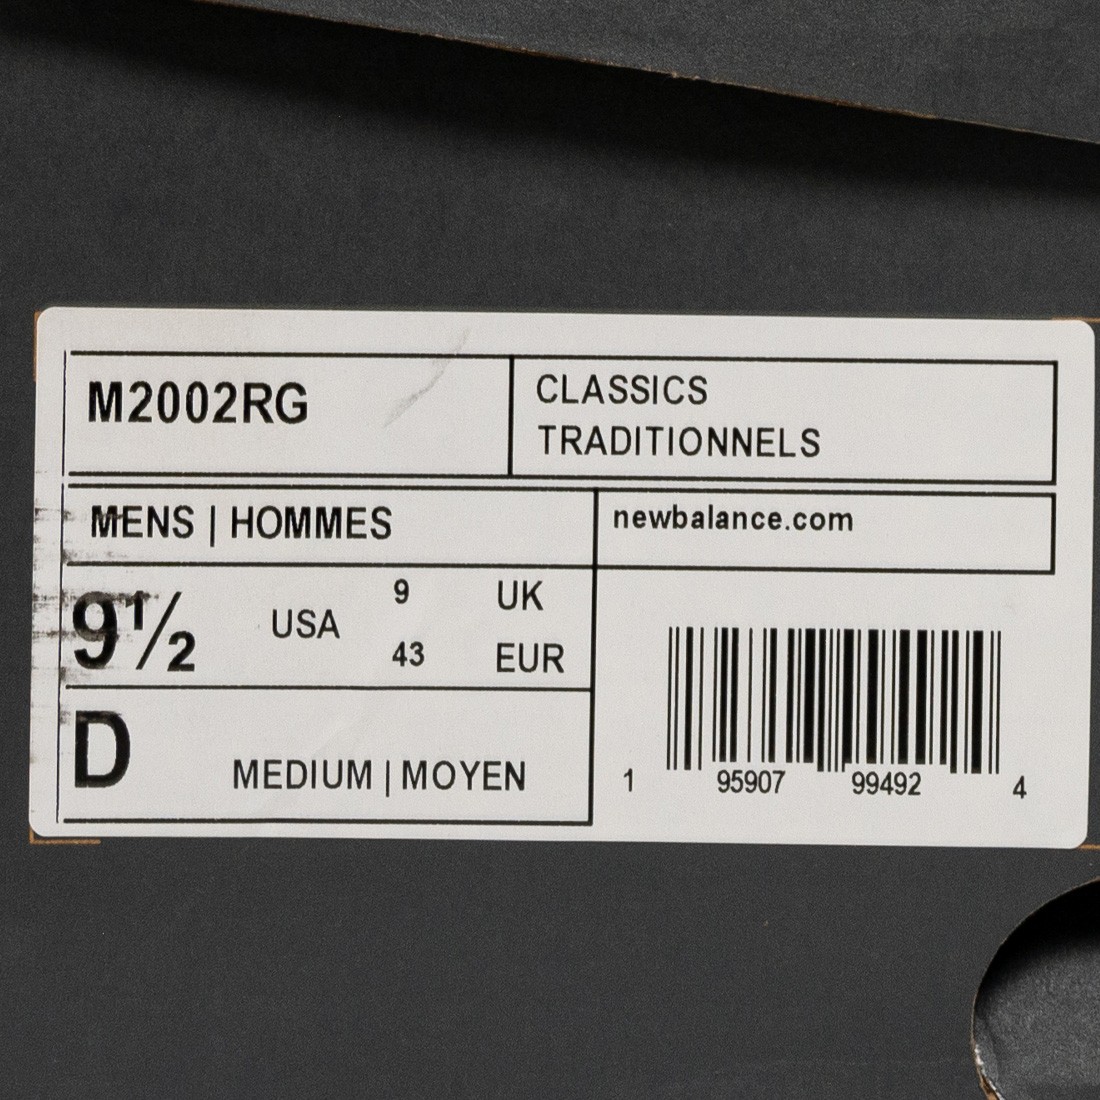 M2002RG
CLASSICS
TRADITIONNELS
MENS | HOMMES
newbalance.com
9½ USA 9 UK
43 EUR
D MEDIUM | MOYEN
1 95907 99492 4